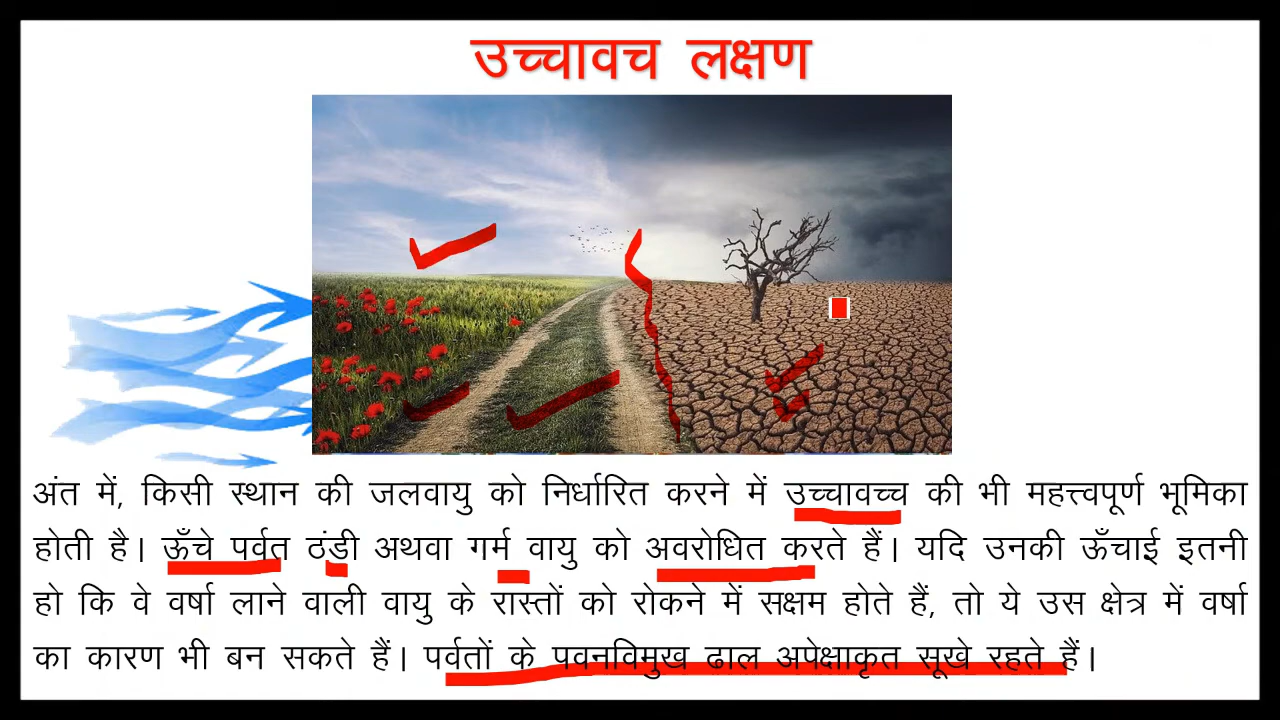 उच्चावच लक्षण
अंत में, किसी स्थान की जलवायु को निर्धारित करने में उच्चावच्च की भी महत्त्वपूर्ण भूमिका
होती है। ऊँचे पर्वत ठंड़ी अथवा गर्म वायु को अवरोधित करते हैं। यदि उनकी ऊँचाई इतनी
हो कि वे वर्षा लाने वाली वायु के रास्तों को रोकने में सक्षम होते हैं, तो ये उस क्षेत्र में वर्षा
का कारण भी बन सकते हैं। पर्वतों के पवनविमुख ढाल अपेक्षाकृत सूखे रहते हैं।